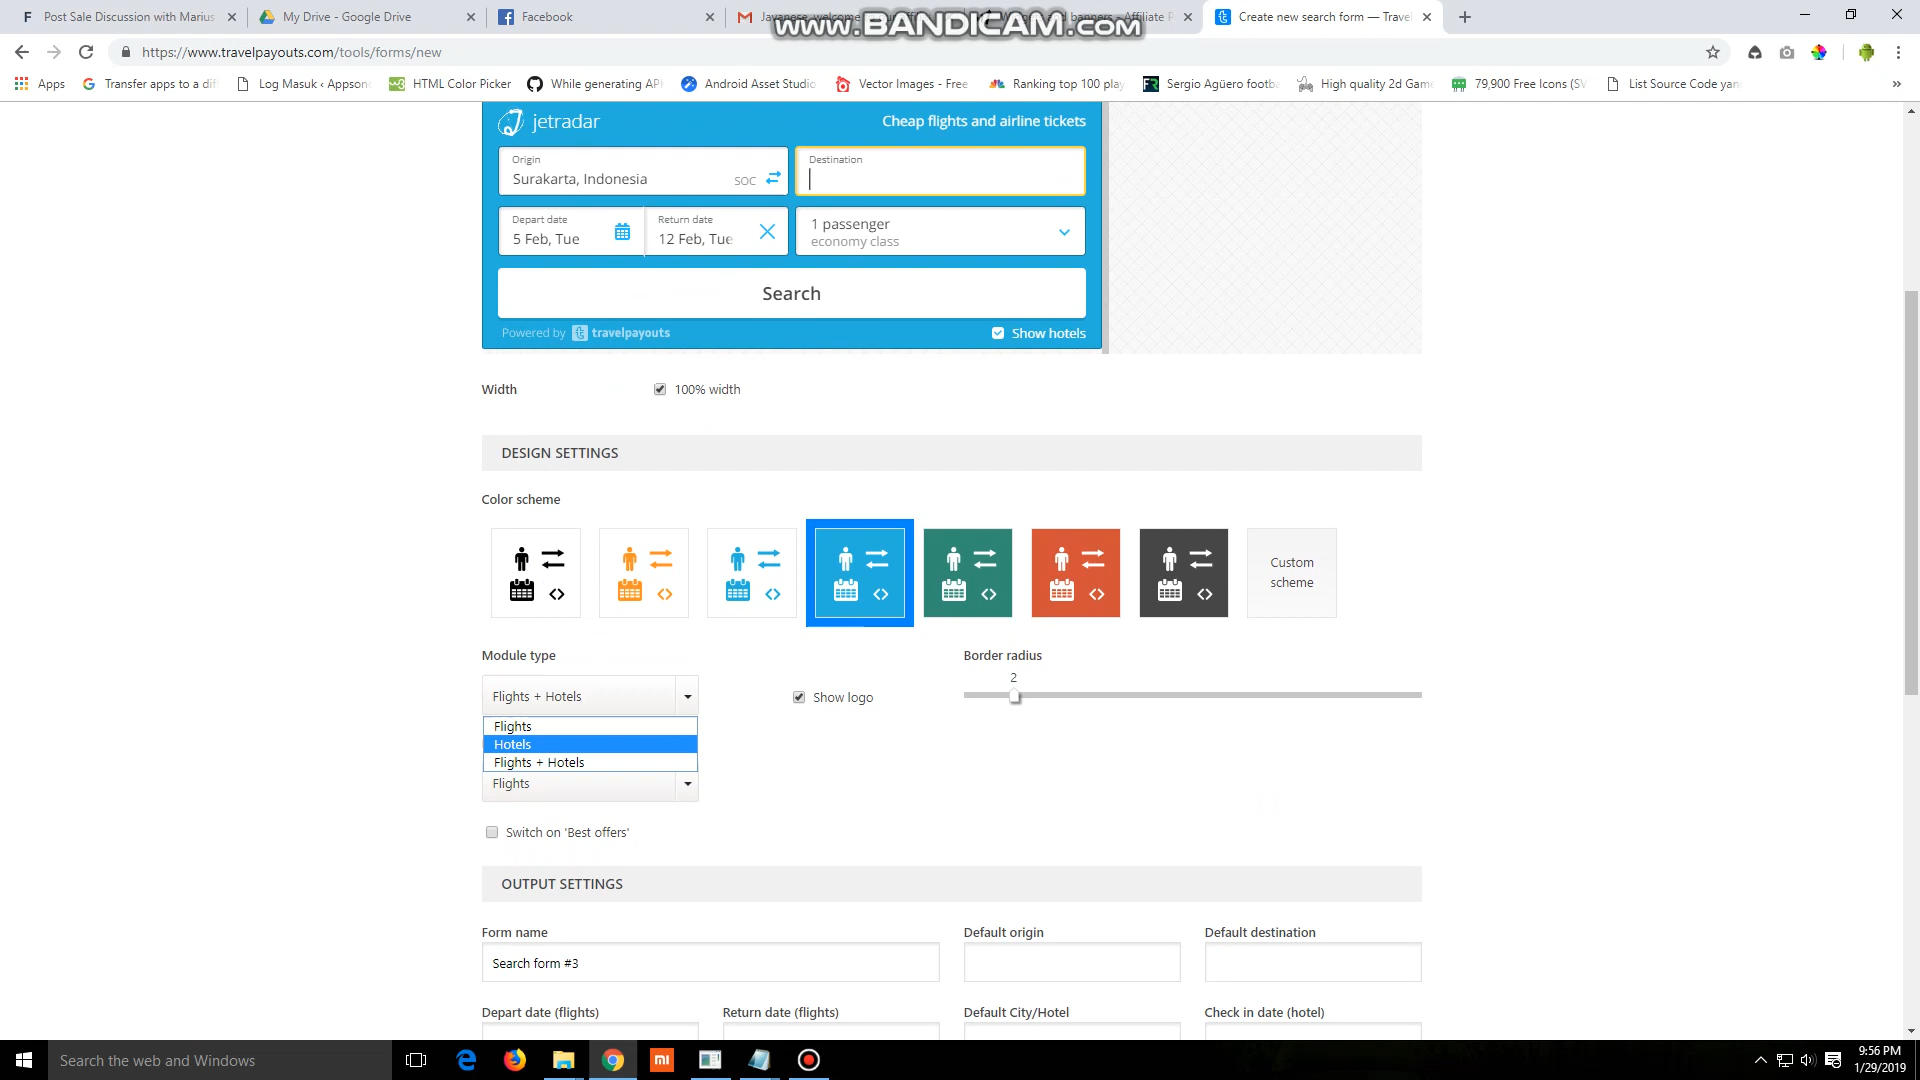 Post Sale Discussion with Marius
My Drive - Google Drive
Facebook
www.BANDICAM.com
Create new search form — Travel
https://www.travelpayouts.com/tools/forms/new
Apps
Transfer apps to a dif
Log Masuk ‹ Appson
HTML Color Picker
While generating AP
Android Asset Studio
Vector Images - Free
Ranking top 100 play
Sergio Agüero footba
High quality 2d Game
79,900 Free Icons (SV
List Source Code yan
»
jetradar
Cheap flights and airline tickets
Origin
Surakarta, Indonesia
SOC
Destination
Depart date
5 Feb, Tue
Return date
12 Feb, Tue
1 passenger
economy class
Search
Powered by travelpayouts
Show hotels
Width
100% width
DESIGN SETTINGS
Color scheme
Custom
scheme
Module type
Border radius
2
Flights + Hotels
Show logo
Flights
Hotels
Flights + Hotels
Flights
Switch on 'Best offers'
OUTPUT SETTINGS
Form name
Default origin
Default destination
Search form #3
Depart date (flights)
Return date (flights)
Default City/Hotel
Check in date (hotel)
Search the web and Windows
9:56 PM
1/29/2019